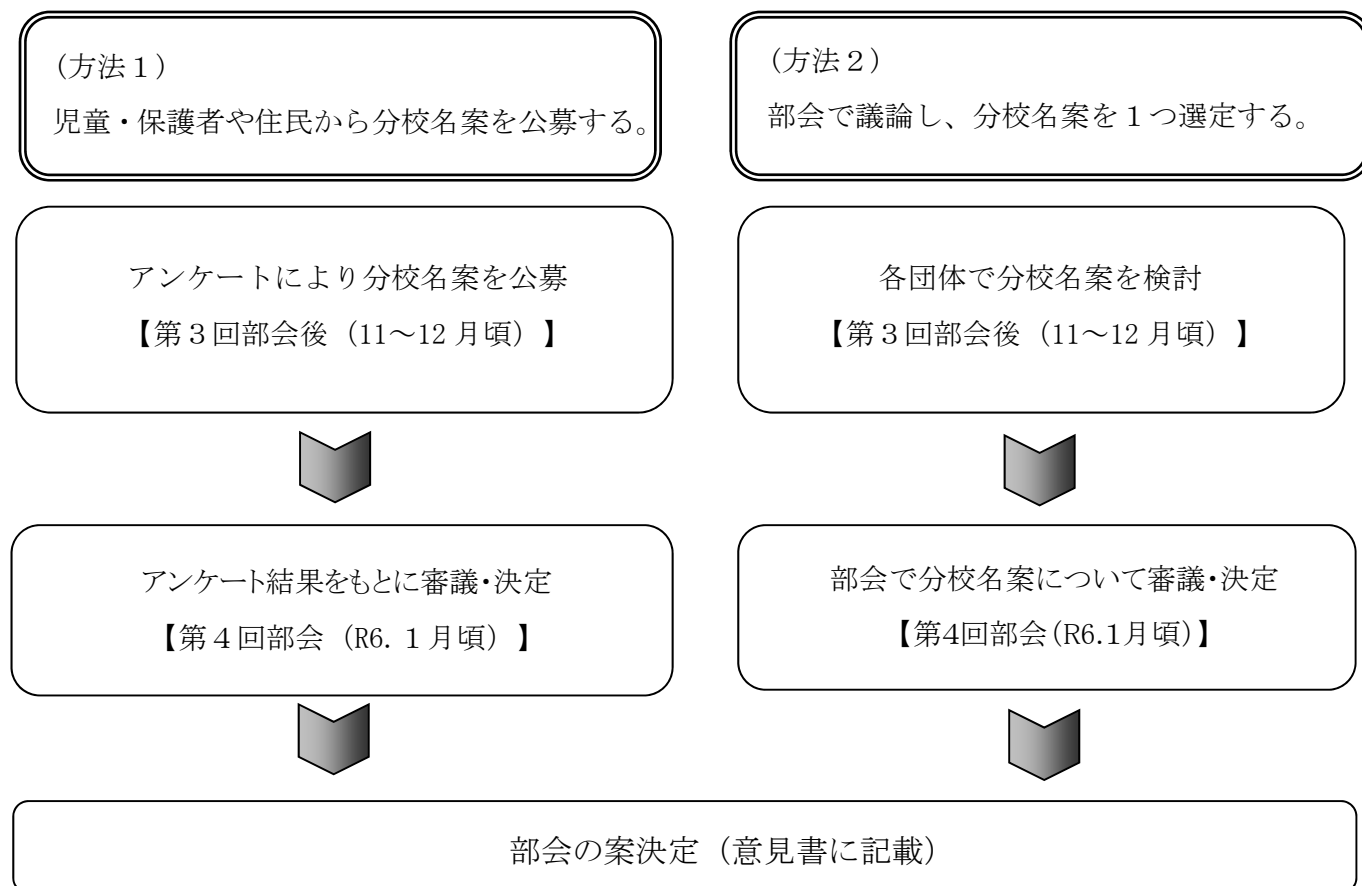 (方法１)
児童・保護者や住民から分校名案を公募する。
(方法２)
部会で議論し、分校名案を１つ選定する。
アンケートにより分校名案を公募
【第３回部会後（11～12 月頃）】
各団体で分校名案を検討
【第３回部会後（11～12 月頃）】
アンケート結果をもとに審議・決定
【第４回部会（R6. １月頃）】
部会で分校名案について審議・決定
【第4回部会（R6.1月頃）】
部会の案決定（意見書に記載）